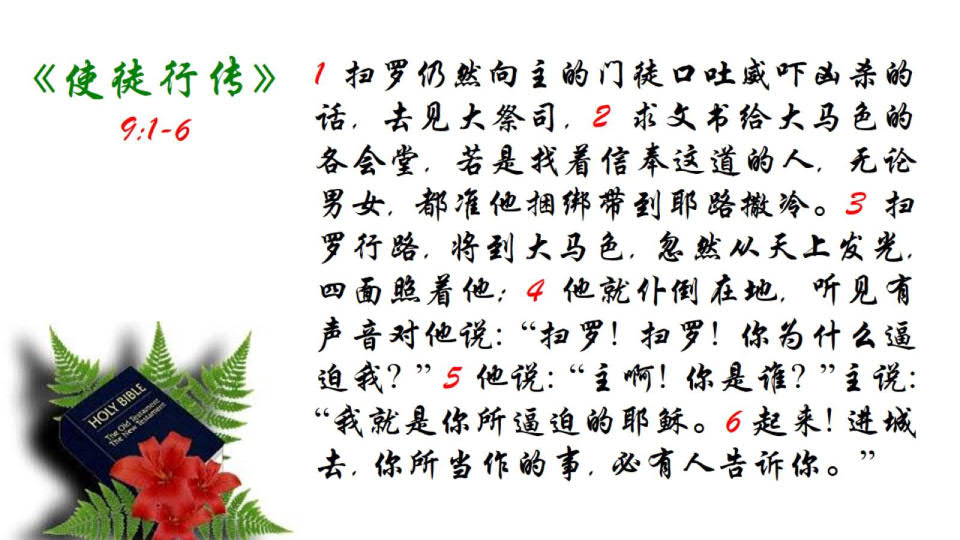 《使徒行传》
9:1-6
1 扫罗仍然向主的门徒口吐威吓凶杀的
话，去见大祭司，2 求文书给大马色的
各会堂，若是找着信奉这道的人，无论
男女，都准他捆绑带到耶路撒冷。3 扫
罗行路，将到大马色，忽然从天上发光，
四面照着他；4 他就仆倒在地，听见有
声音对他说：“扫罗！扫罗！你为什么逼
迫我？”5 他说：“主啊！你是谁？”主说：
“我就是你所逼迫的耶稣。6 起来！进城
去，你所当作的事，必有人告诉你。”
HOLY BIBLE
The Old Testament
The New Testament